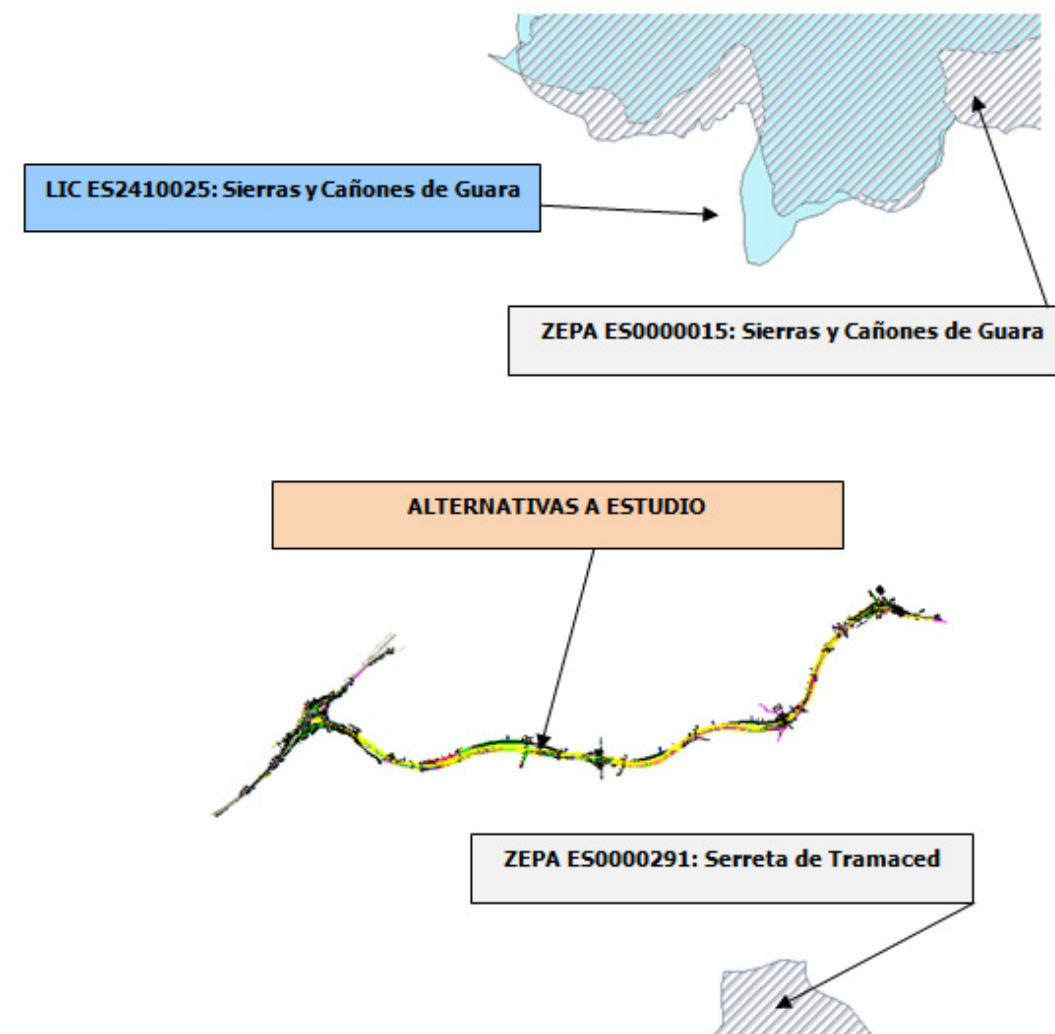 LIC ES2410025: Sierras y Cañones de Guara
ZEPA ES0000015: Sierras y Cañones de Guara
ALTERNATIVAS A ESTUDIO
ZEPA ES0000291: Serreta de Tramaced